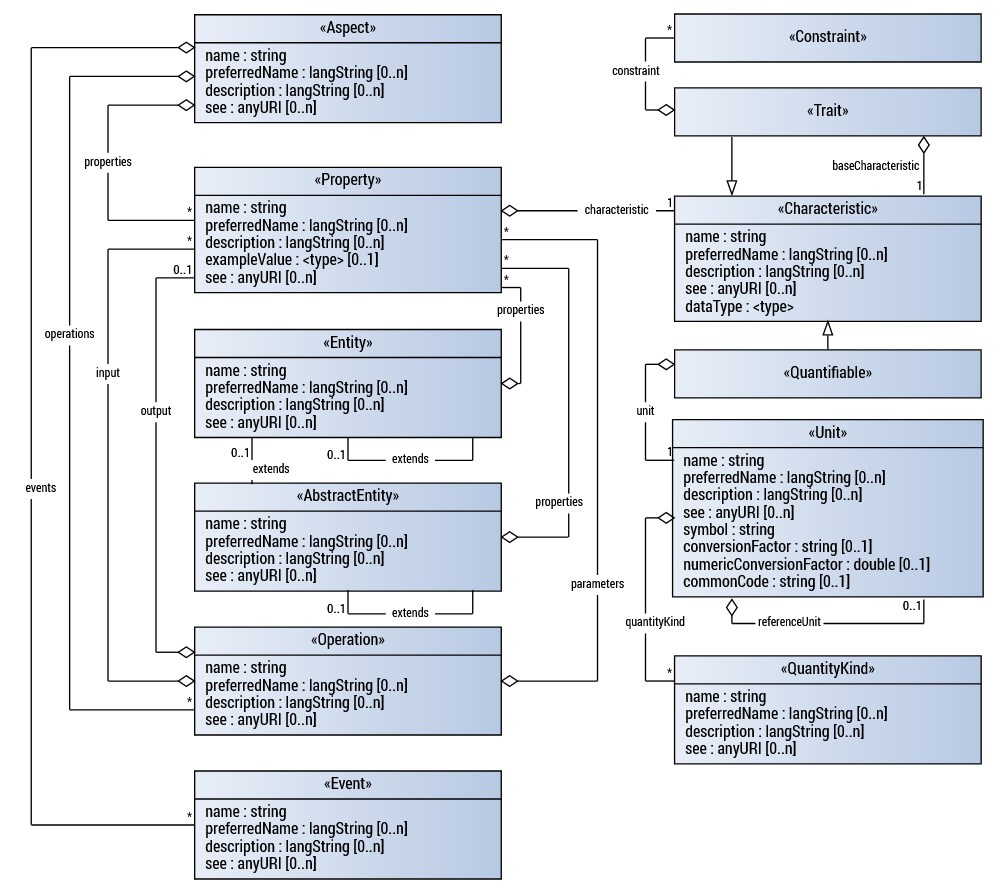 «Aspect»
name : string
preferredName : langString [0..n]
description : langString [0..n]
see : anyURI [0..n]
properties
«Property»
name : string
preferredName : langString [0..n]
description : langString [0..n]
exampleValue : <type> [0..1]
see : anyURI [0..n]
*
*
0..1
*
*
*
characteristic
1
properties
operations
input
output
events
«Entity»
name : string
preferredName : langString [0..n]
description : langString [0..n]
see : anyURI [0..n]
0..1
extends
0..1
extends
«AbstractEntity»
name : string
preferredName : langString [0..n]
description : langString [0..n]
see : anyURI [0..n]
properties
0..1
extends
parameters
«Operation»
name : string
preferredName : langString [0..n]
description : langString [0..n]
see : anyURI [0..n]
*
«Event»
name : string
preferredName : langString [0..n]
description : langString [0..n]
see : anyURI [0..n]
*
«Constraint»
*
constraint
«Trait»
baseCharacteristic
1
«Characteristic»
name : string
preferredName : langString [0..n]
description : langString [0..n]
see : anyURI [0..n]
dataType : <type>
«Quantifiable»
unit
1
«Unit»
name : string
preferredName : langString [0..n]
description : langString [0..n]
see : anyURI [0..n]
symbol : string
conversionFactor : string [0..1]
numericConversionFactor : double [0..1]
commonCode : string [0..1]
0..1
referenceUnit
quantityKind
*
«QuantityKind»
name : string
preferredName : langString [0..n]
description : langString [0..n]
see : anyURI [0..n]